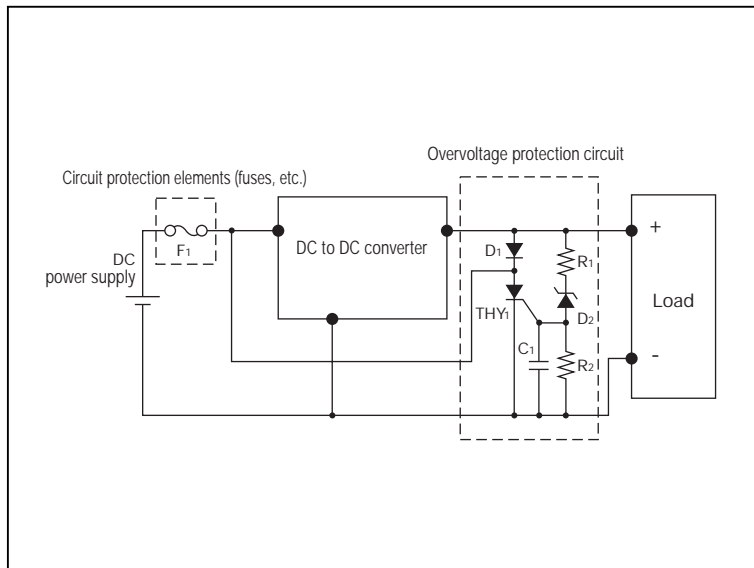 Overvoltage protection circuit
Circuit protection elements (fuses, etc.)
F1
DC
power supply
DC to DC converter
D1
R1
THY1
D2
C1
R2
+
Load
-